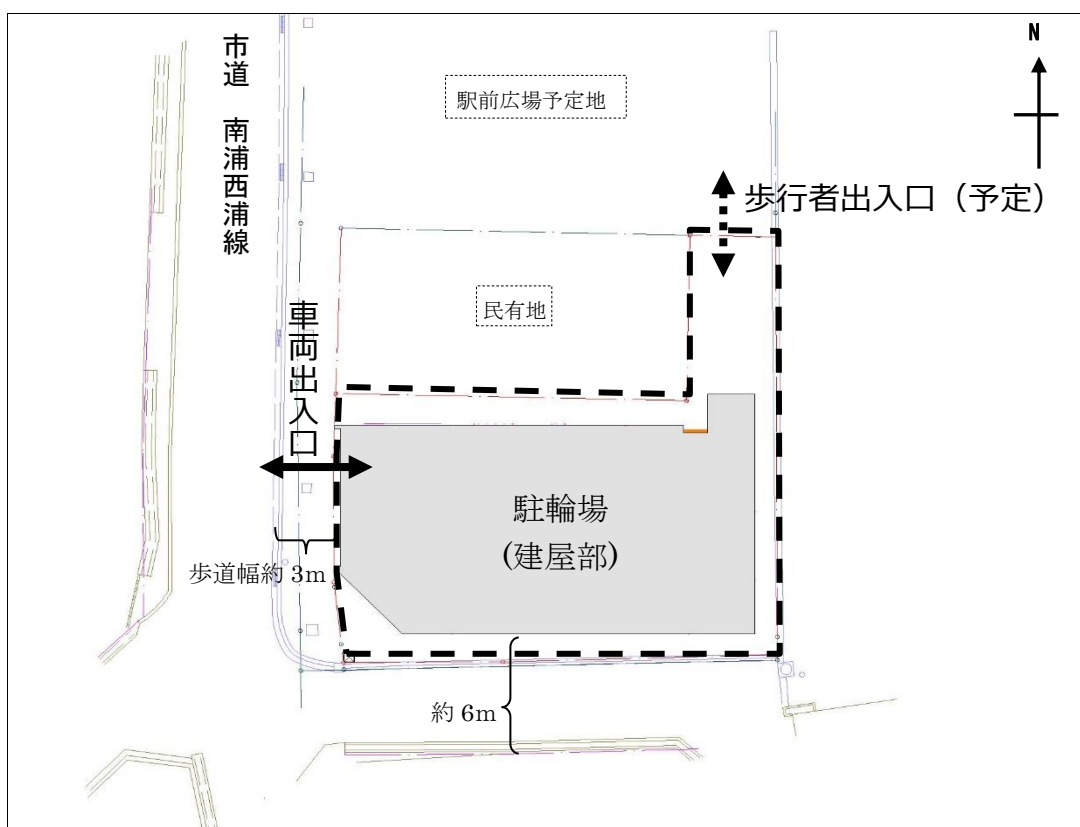 市道 南浦西浦線
N
駅前広場予定地
歩行者出入口（予定）
民有地
車両出入口
駐輪場
(建屋部)
歩道幅約 3m
約 6m